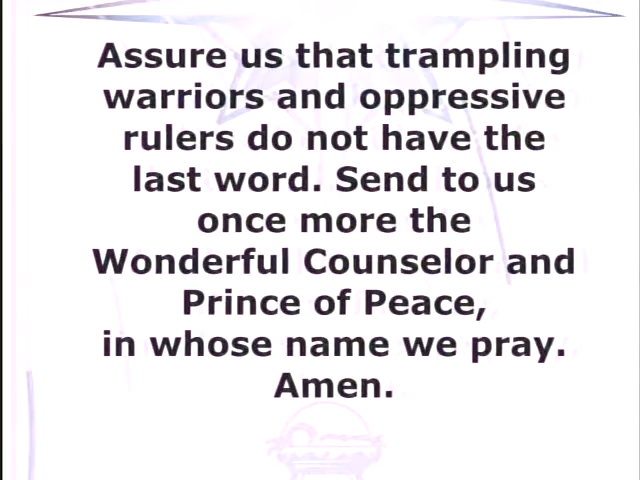 Assure us that trampling
warriors and oppressive
rulers do not have the
last word. Send to us
once more the
Wonderful Counselor and
Prince of Peace,
in whose name we pray.
Amen.